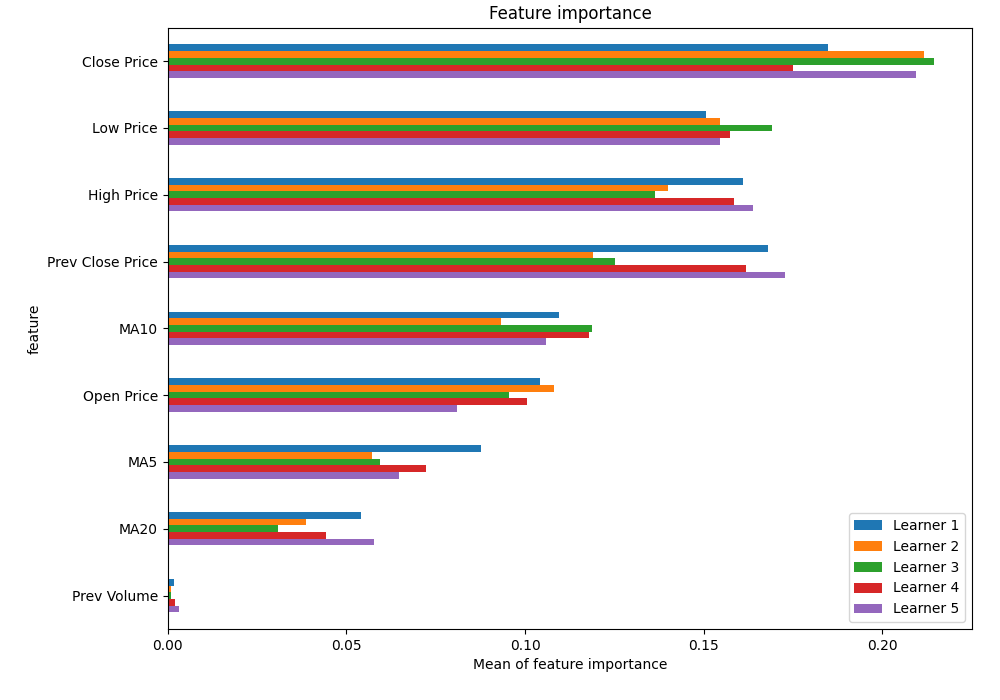 Feature importance
feature
Close Price
Low Price
High Price
Prev Close Price
MA10
Open Price
MA5
MA20
Prev Volume
Learner 1
Learner 2
Learner 3
Learner 4
Learner 5
0.00 0.05 0.10 0.15 0.20
Mean of feature importance